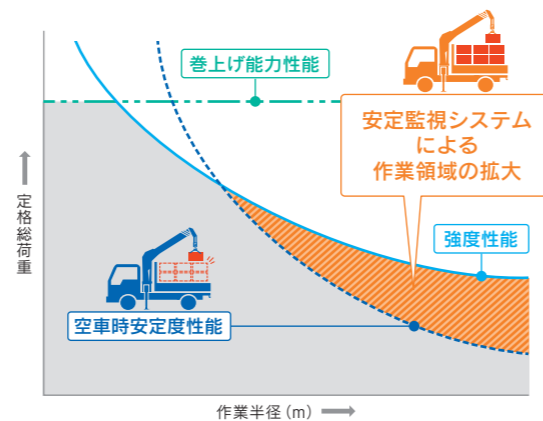 巻上げ能力性能
安定監視システム
による
作業領域の拡大
強度性能
定格総荷重
空車時安定度性能
作業半径(m)